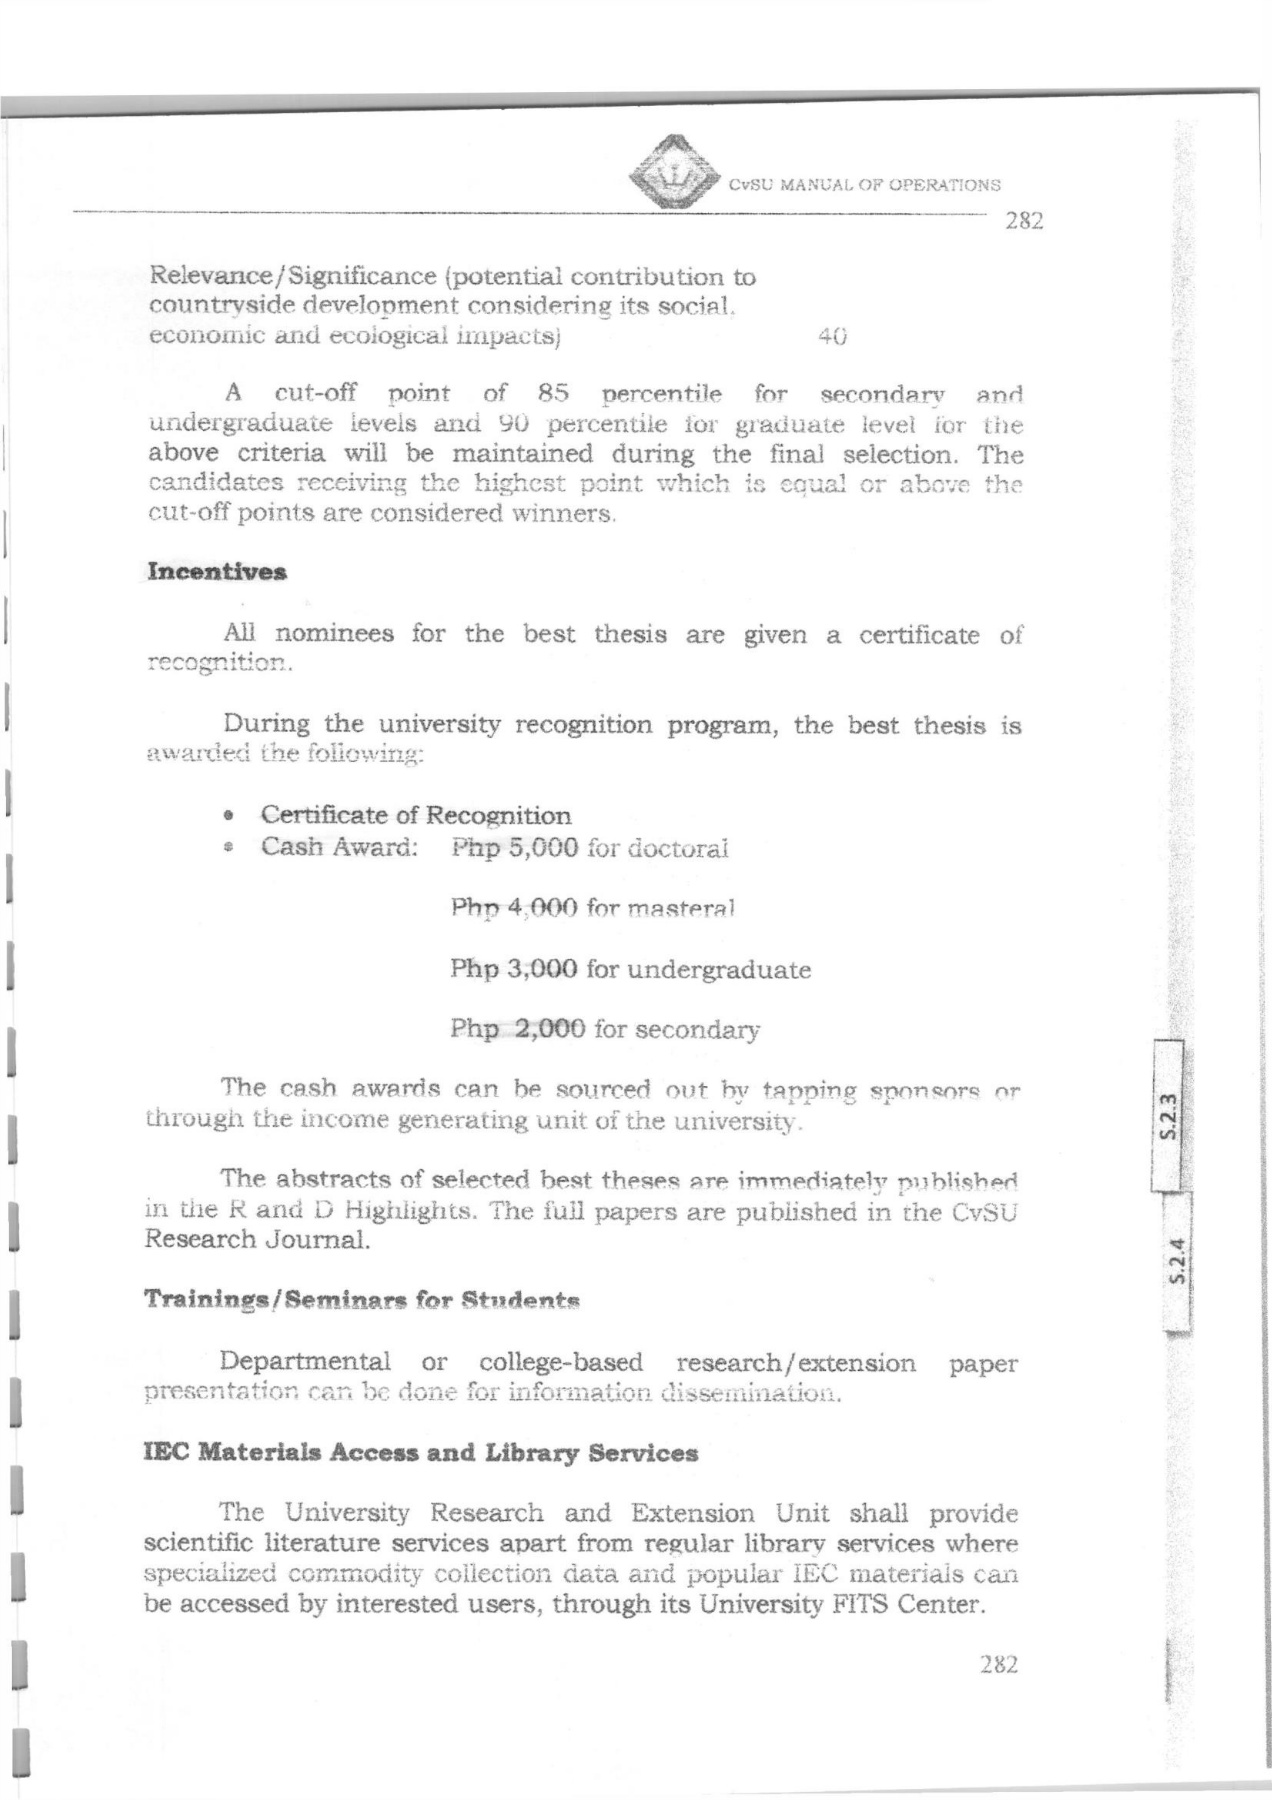 CvSU MANUAL OF OPERATIONS
282
Relevance/Significance (potential contribution to
countryside development considering its social,
economic and ecological impacts) 40
A cut-off point of 85 percentile for secondary and
undergraduate levels and 90 percentile for graduate level for the
above criteria will be maintained during the final selection. The
candidates receiving the highest point which is equal or above the
cut-off points are considered winners.
Incentives
All nominees for the best thesis are given a certificate of
recognition.
During the university recognition program, the best thesis is
awarded the following:
• Certificate of Recognition
• Cash Award: Php 5,000 for doctoral
Php 4,000 for masteral
Php 3,000 for undergraduate
Php 2,000 for secondary
The cash awards can be sourced out by tapping sponsors or
through the income generating unit of the university.
The abstracts of selected best theses are immediately published
in the R and D Highlights. The full papers are published in the CvSU
Research Journal.
Trainings/Seminars for Students
Departmental or college-based research/extension paper
presentation can be done for information dissemination.
IEC Materials Access and Library Services
The University Research and Extension Unit shall provide
scientific literature services apart from regular library services where
specialized commodity collection data and popular IEC materials can
be accessed by interested users, through its University FITS Center.
282
S.2.3
S.2.4